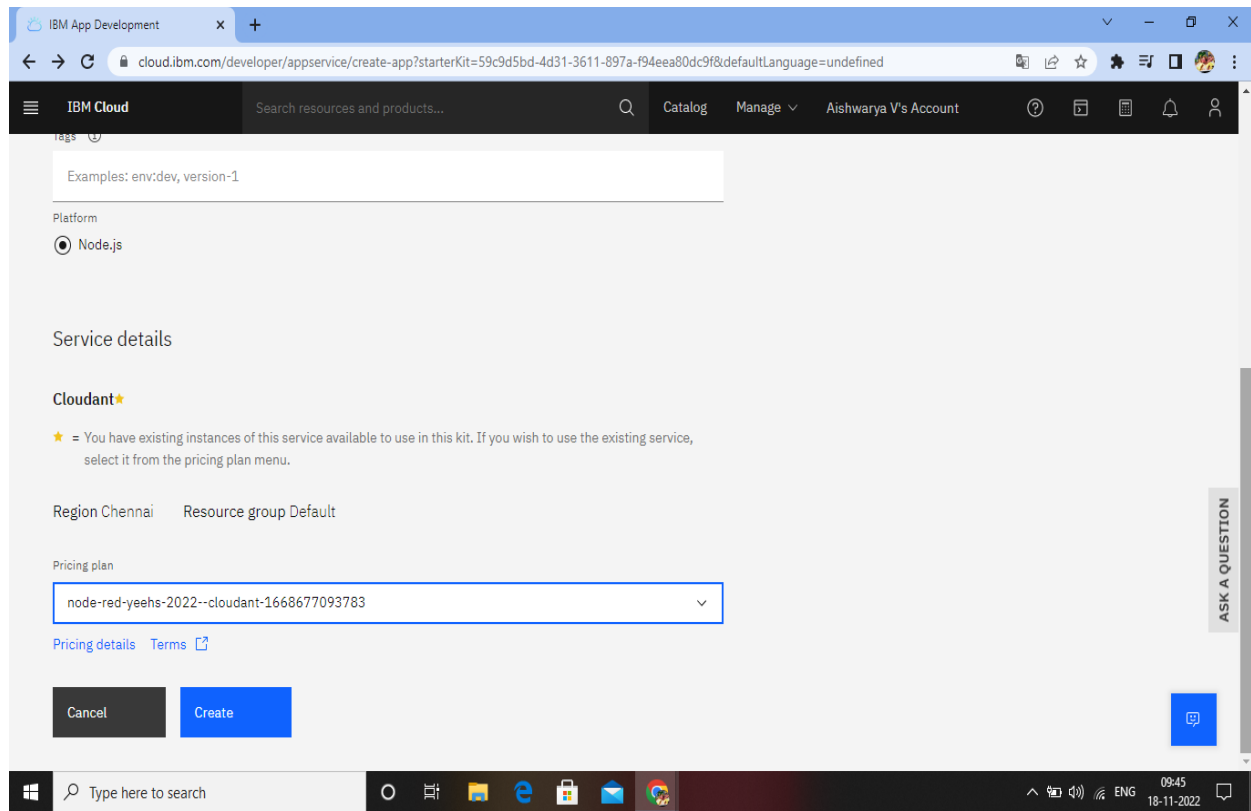 IBM App Development
cloud.ibm.com/developer/appservice/create-app?starterKit=59c9d5bd-4d31-3611-897a-f94eea80dc9f&defaultLanguage=undefined
IBM Cloud Search resources and products... Catalog Manage Aishwarya V's Account
Tags
Examples: env:dev, version-1
Platform
Node.js
Service details
Cloudant
= You have existing instances of this service available to use in this kit. If you wish to use the existing service,
select it from the pricing plan menu.
Region Chennai Resource group Default
Pricing plan
node-red-yeehs-2022--cloudant-1668677093783
Pricing details Terms
Cancel Create
ASK A QUESTION
Type here to search
ENG
09:45
18-11-2022